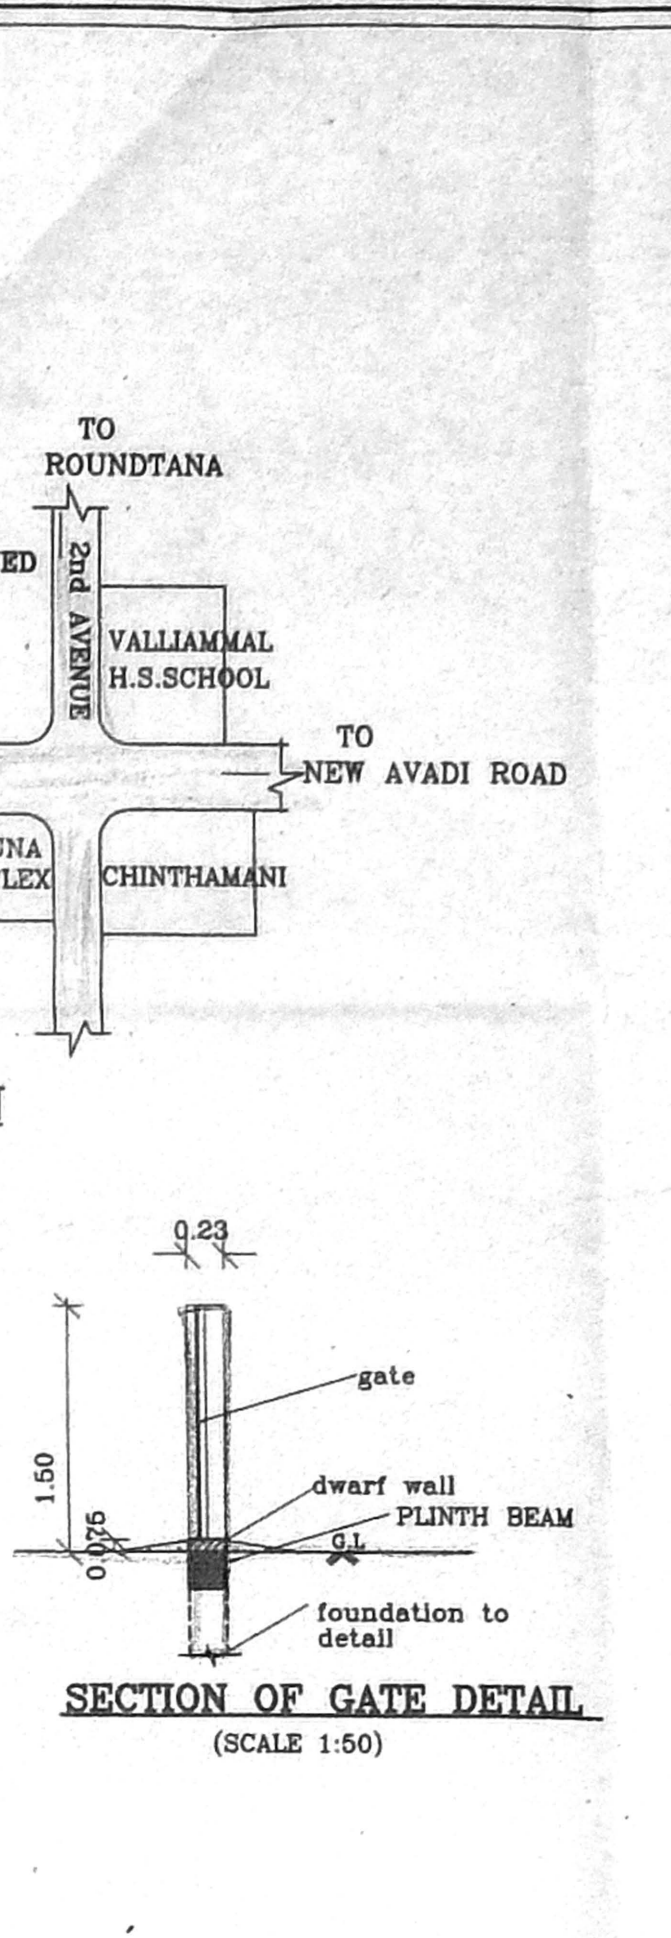 TO
ROUNDTANA
ED
2nd AVENUE
VALLIAMMAL
H.S.SCHOOL
TO
NEW AVADI ROAD
UNA
LEX
CHINTHAMANI
0.23
gate
1.50
dwarf wall
PLINTH BEAM
G.L
foundation to
detail
SECTION OF GATE DETAIL
(SCALE 1:50)